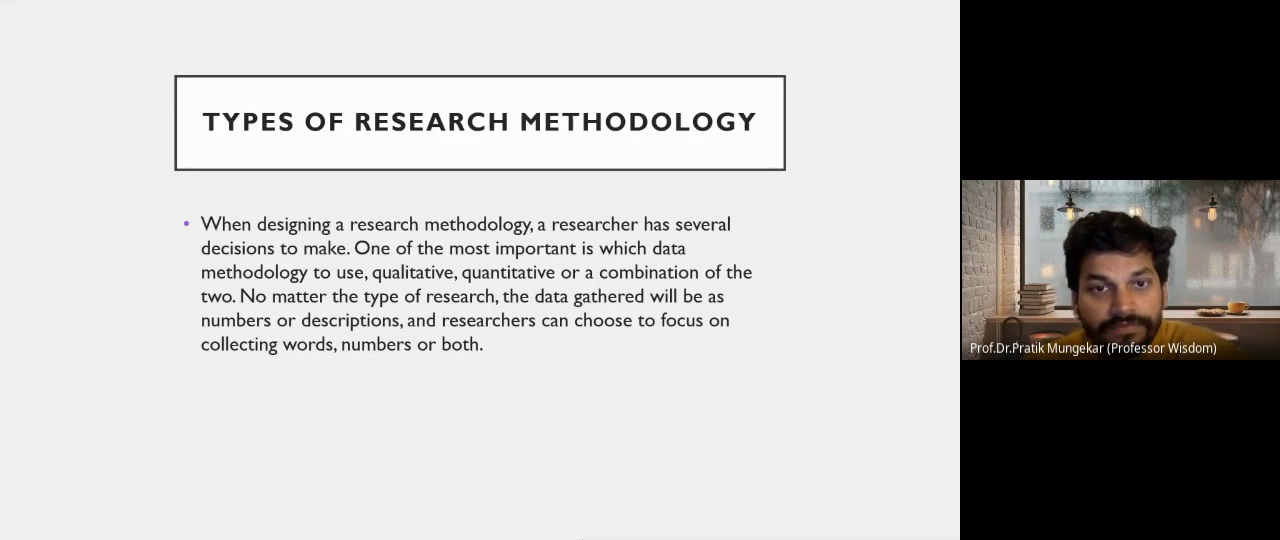 TYPES OF RESEARCH METHODOLOGY
• When designing a research methodology, a researcher has several
decisions to make. One of the most important is which data
methodology to use, qualitative, quantitative or a combination of the
two. No matter the type of research, the data gathered will be as
numbers or descriptions, and researchers can choose to focus on
collecting words, numbers or both.
Prof.Dr.Pratik Mungekar (Professor Wisdom)